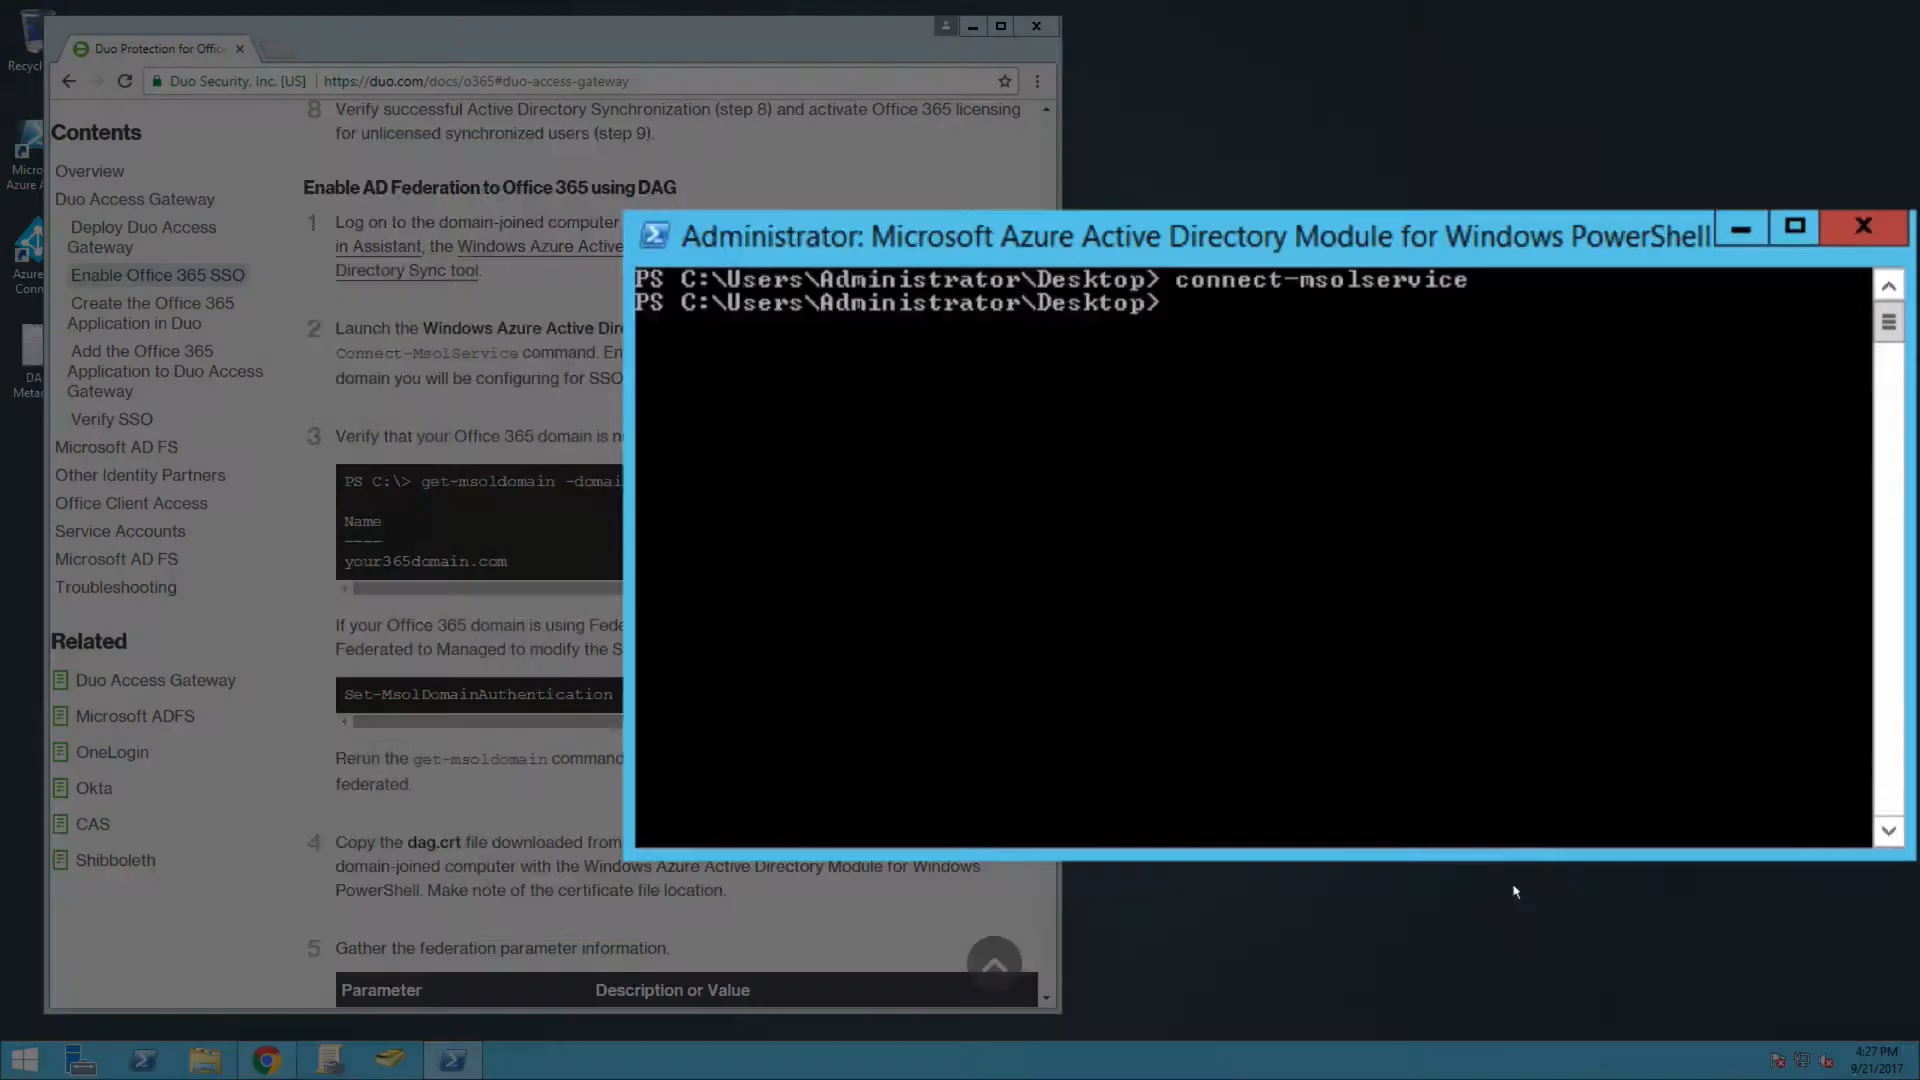 Recycl
Micro
Azure A
Azure
Conn
DA
Metac
Duo Protection for Offic
Duo Security, Inc. [US] https://duo.com/docs/o365#duo-access-gateway
Contents
Overview
Duo Access Gateway
Deploy Duo Access
Gateway
Enable Office 365 SSO
Create the Office 365
Application in Duo
Add the Office 365
Application to Duo Access
Gateway
Verify SSO
Microsoft AD FS
Other Identity Partners
Office Client Access
Service Accounts
Microsoft AD FS
Troubleshooting
Related
Duo Access Gateway
Microsoft ADFS
OneLogin
Okta
CAS
Shibboleth
8 Verify successful Active Directory Synchronization (step 8) and activate Office 365 licensing
for unlicensed synchronized users (step 9).
Enable AD Federation to Office 365 using DAG
1 Log on to the domain-joined computer
in Assistant, the Windows Azure Active
Directory Sync tool.
2 Launch the Windows Azure Active Dir
Connect-MsolService command. En
domain you will be configuring for SSO
3 Verify that your Office 365 domain is n
PS C:\> get-msoldomain -domai
Name
----
your365domain.com
If your Office 365 domain is using Fede
Federated to Managed to modify the S
Set-MsolDomainAuthentication
Rerun the get-msoldomain command
federated.
4 Copy the dag.crt file downloaded from
domain-joined computer with the Windows Azure Active Directory Module for Windows
PowerShell. Make note of the certificate file location.
5 Gather the federation parameter information.
Parameter Description or Value
Administrator: Microsoft Azure Active Directory Module for Windows PowerShell
PS C:\Users\Administrator\Desktop> connect-msolservice
PS C:\Users\Administrator\Desktop>
4:27 PM
9/21/2017